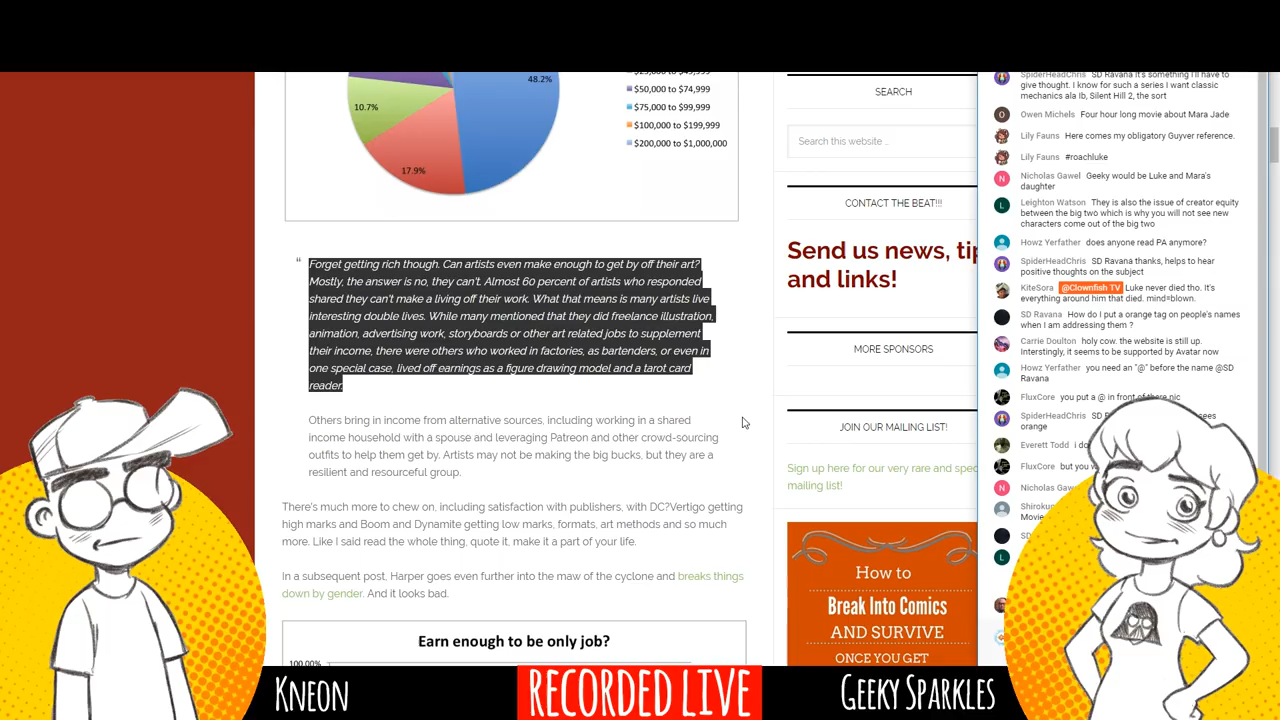 48.2%
$50,000 to $74,999
10.7%
$75,000 to $99,999
$100,000 to $199,999
$200,000 to $1,000,000
17.9%
“ Forget getting rich though. Can artists even make enough to get by off their art?
Mostly, the answer is no, they can't. Almost 60 percent of artists who responded
shared they can't make a living off their work. What that means is many artists live
interesting double lives. While many mentioned that they did freelance illustration,
animation, advertising work, storyboards or other art related jobs to supplement
their income, there were others who worked in factories, as bartenders, or even in
one special case, lived off earnings as a figure drawing model and a tarot card
reader.
Others bring in income from alternative sources, including working in a shared
income household with a spouse and leveraging Patreon and other crowd-sourcing
outfits to help them get by. Artists may not be making the big bucks, but they are a
resilient and resourceful group.
There's much more to chew on, including satisfaction with publishers, with DC?Vertigo getting
high marks and Boom and Dynamite getting low marks, formats, art methods and so much
more. Like I said read the whole thing, quote it, make it a part of your life.
In a subsequent post, Harper goes even further into the maw of the cyclone and breaks things
down by gender. And it looks bad.
Earn enough to be only job?
100.00%
SEARCH
Search this website ...
CONTACT THE BEAT!!!
Send us news, tip
and links!
MORE SPONSORS
JOIN OUR MAILING LIST!
Sign up here for our very rare and spec
mailing list!
How to
Break Into Comics
AND SURVIVE
ONCE YOU GET
SpiderHeadChris SD Ravana It's something I'll have to
give thought. I know for such a series I want classic
mechanics ala Ib, Silent Hill 2, the sort
O Owen Michels Four hour long movie about Mara Jade
Lily Fauns Here comes my obligatory Guyver reference.
Lily Fauns #roachluke
N Nicholas Gawel Geeky would be Luke and Mara's
daughter
L Leighton Watson They is also the issue of creator equity
between the big two which is why you will not see new
characters come out of the big two
Howz Yerfather does anyone read PA anymore?
SpiderHeadChris SD Ravana thanks, helps to hear
positive thoughts on the subject
KiteSora @Clownfish TV Luke never died tho. It's
everything around him that died. mind=blown.
SD Ravana How do I put a orange tag on people's names
when I am addressing them ?
Carrie Doulton holy cow. the website is still up.
Interstingly, it seems to be supported by Avatar now
Howz Yerfather you need an "@" before the name @SD
Ravana
FluxCore you put a @ in front of there nic
SpiderHeadChris SD sees
orange
Everett Todd i do
FluxCore but you w
N Nicholas Gaw
Shiroku
Movie
SD
L
KNEON
RECORDED LIVE
GEEKY SPARKLES